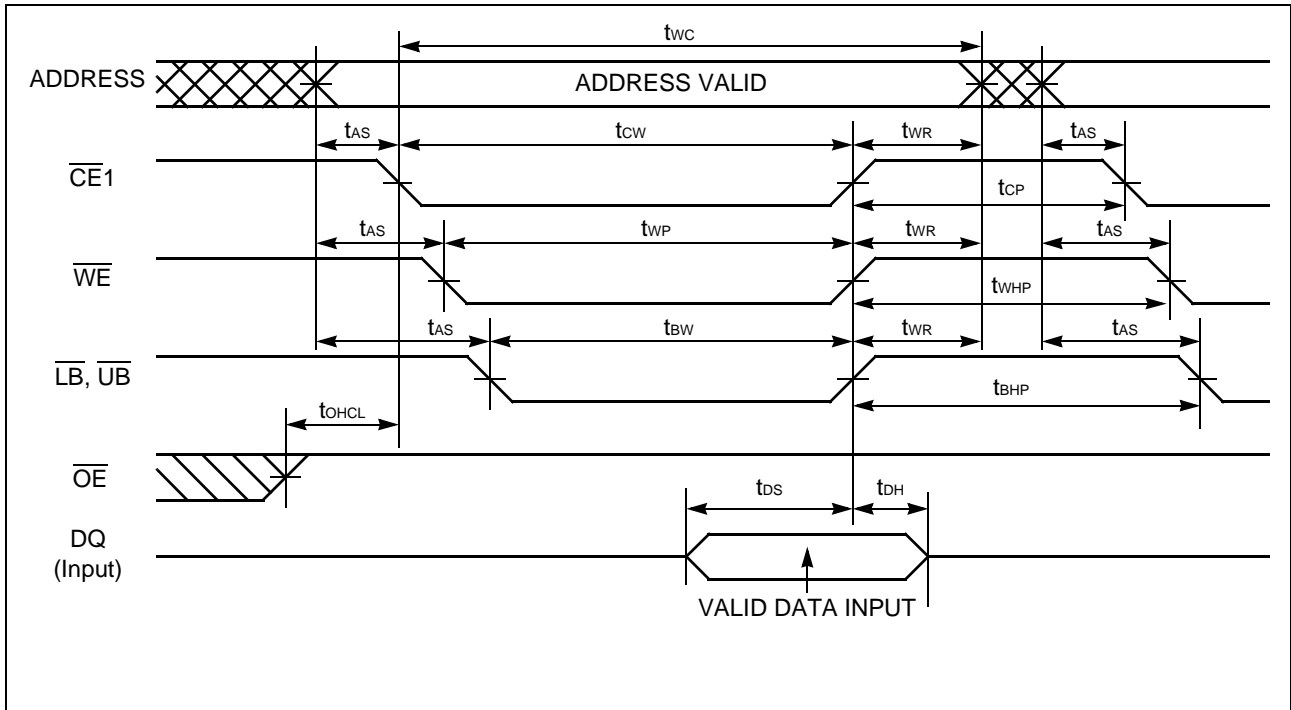 tWC
ADDRESS
ADDRESS VALID
tAS tCW tWR tAS
CE1
tCP
tAS tWP tWR tAS
WE
tWHP
tAS tBW tWR tAS
LB, UB
tBHP
tOHCL
OE
tDS tDH
DQ
(Input)
VALID DATA INPUT